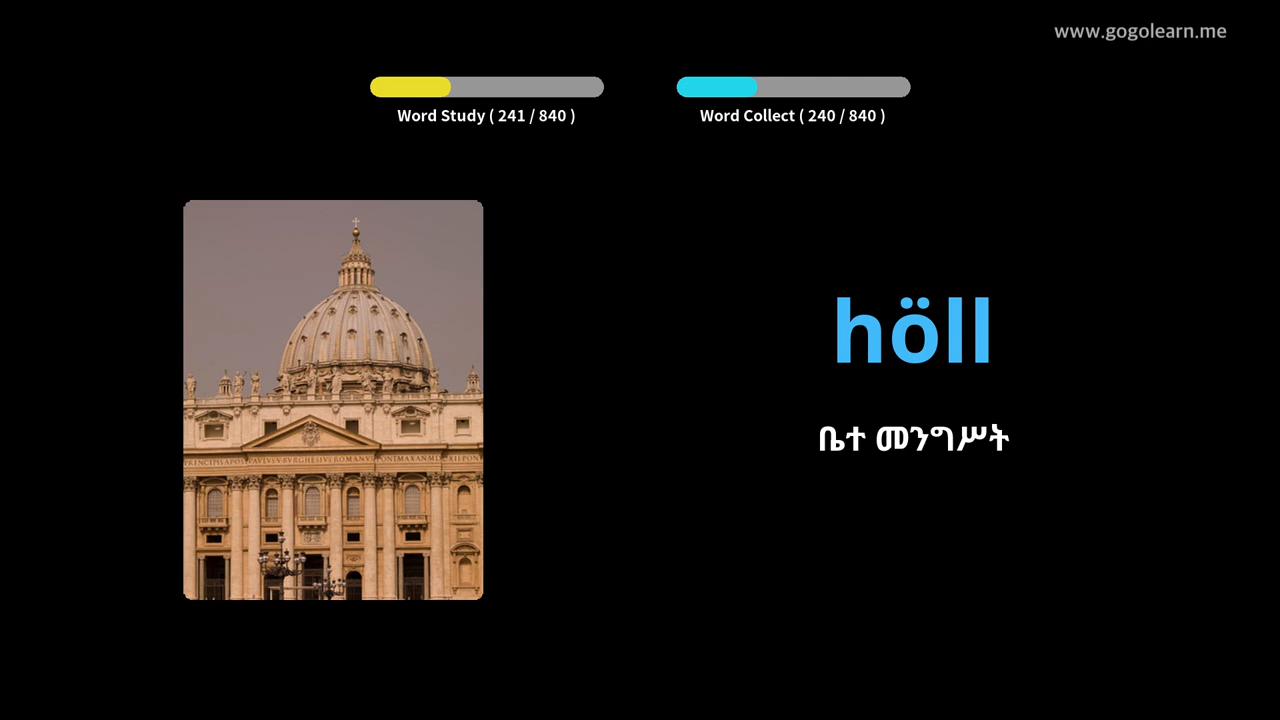 www.gogolearn.me
Word Study ( 241 / 840 )
Word Collect ( 240 / 840 )
höll
ቤተ መንግሥት